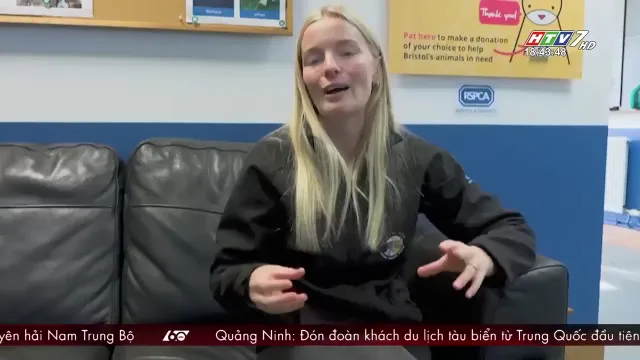 Thank you!
Pat here to make a donation
of your choice to help
Bristol's animals in need
HTV7 HD
18:43:48
RSPCA
yên hải Nam Trung Bộ
60
Quảng Ninh: Đón đoàn khách du lịch tàu biển từ Trung Quốc đầu tiên